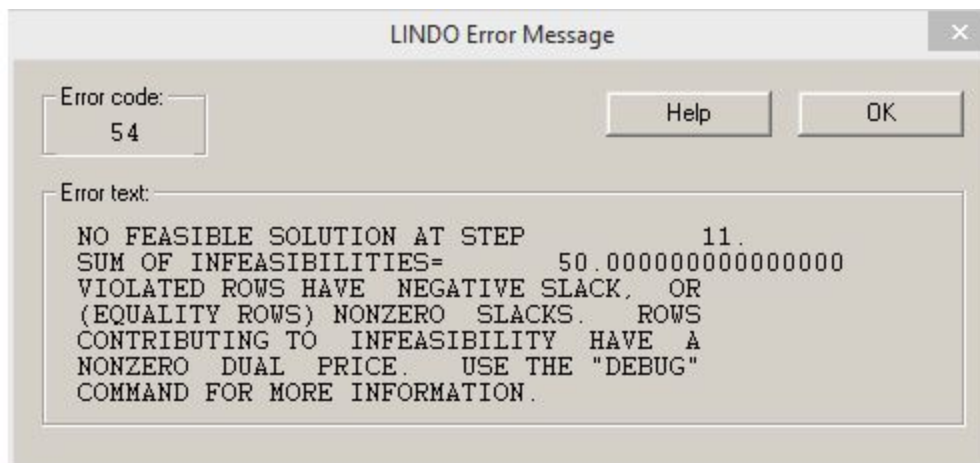 LINDO Error Message
×
Error code:
54
Help
OK
Error text:
NO FEASIBLE SOLUTION AT STEP 11.
SUM OF INFEASIBILITIES= 50.000000000000000
VIOLATED ROWS HAVE NEGATIVE SLACK, OR
(EQUALITY ROWS) NONZERO SLACKS. ROWS
CONTRIBUTING TO INFEASIBILITY HAVE A
NONZERO DUAL PRICE. USE THE "DEBUG"
COMMAND FOR MORE INFORMATION.